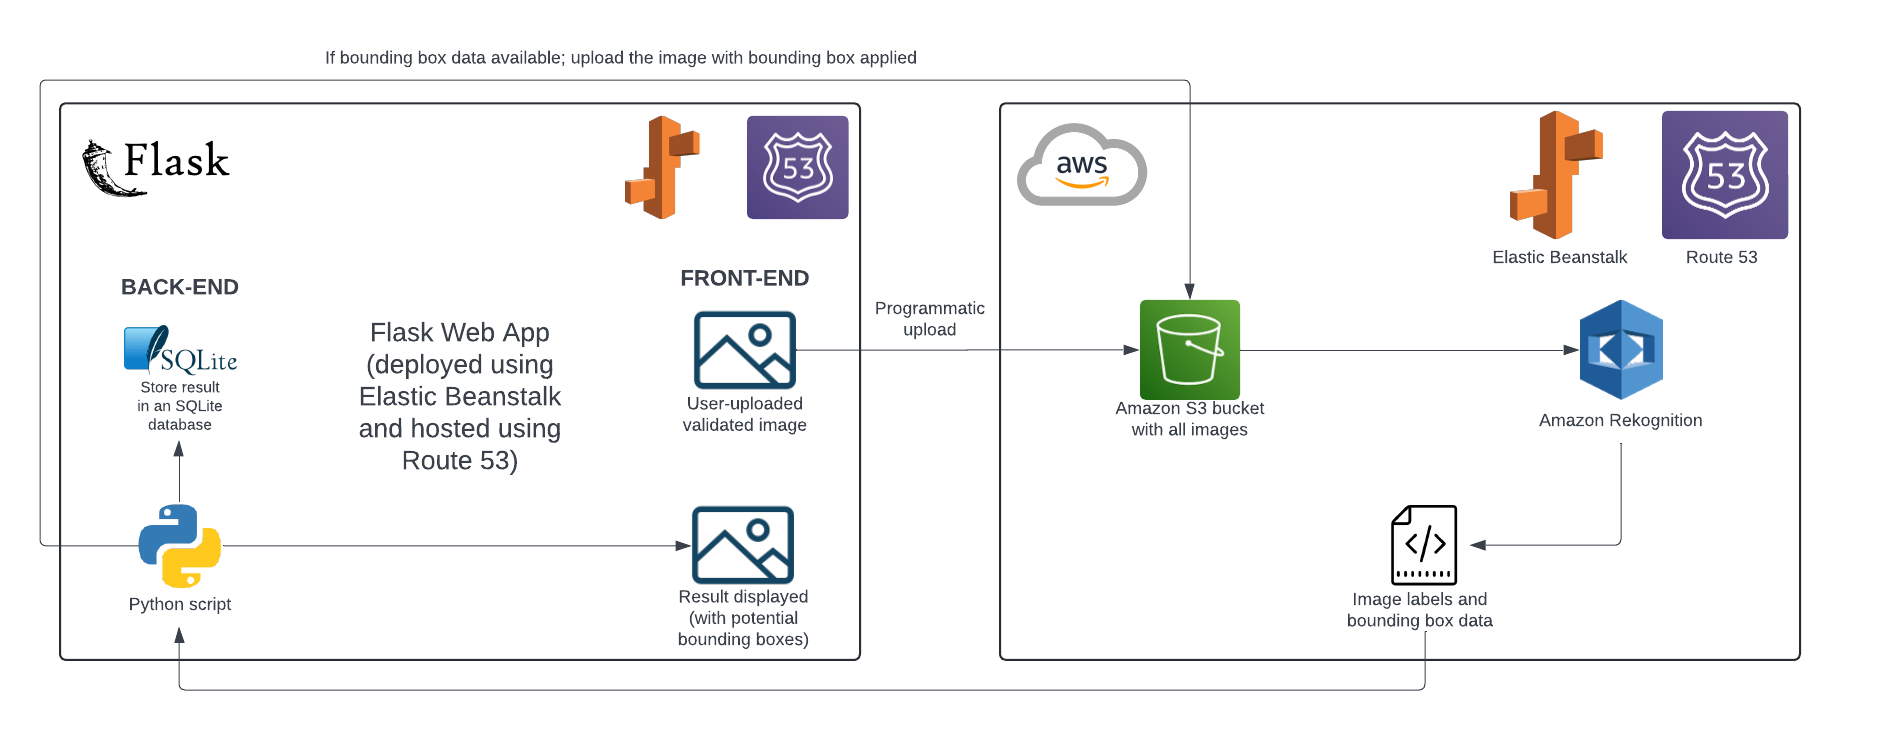 If bounding box data available; upload the image with bounding box applied
Flask
53
aws
53
Elastic Beanstalk
Route 53
BACK-END
FRONT-END
SQLite
Store result
in an SQLite
database
Flask Web App
(deployed using
Elastic Beanstalk
and hosted using
Route 53)
User-uploaded
validated image
Programmatic
upload
Amazon S3 bucket
with all images
Amazon Rekognition
Python script
Result displayed
(with potential
bounding boxes)
</>
Image labels and
bounding box data